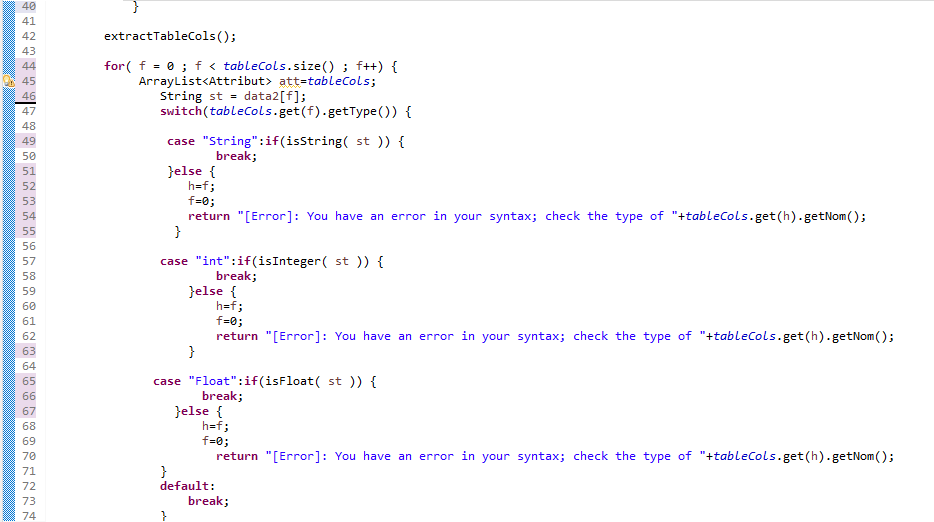 40 }
41
42 extractTableCols();
43
44 for( f = 0 ; f < tableCols.size() ; f++) {
45 ArrayList<Attribut> att=tableCols;
46 String st = data2[f];
47 switch(tableCols.get(f).getType()) {
48
49 case "String":if(isString( st )) {
50 break;
51 }else {
52 h=f;
53 f=0;
54 return "[Error]: You have an error in your syntax; check the type of "+tableCols.get(h).getNom();
55 }
56
57 case "int":if(isInteger( st )) {
58 break;
59 }else {
60 h=f;
61 f=0;
62 return "[Error]: You have an error in your syntax; check the type of "+tableCols.get(h).getNom();
63 }
64
65 case "Float":if(isFloat( st )) {
66 break;
67 }else {
68 h=f;
69 f=0;
70 return "[Error]: You have an error in your syntax; check the type of "+tableCols.get(h).getNom();
71 }
72 default:
73 break;
74 }